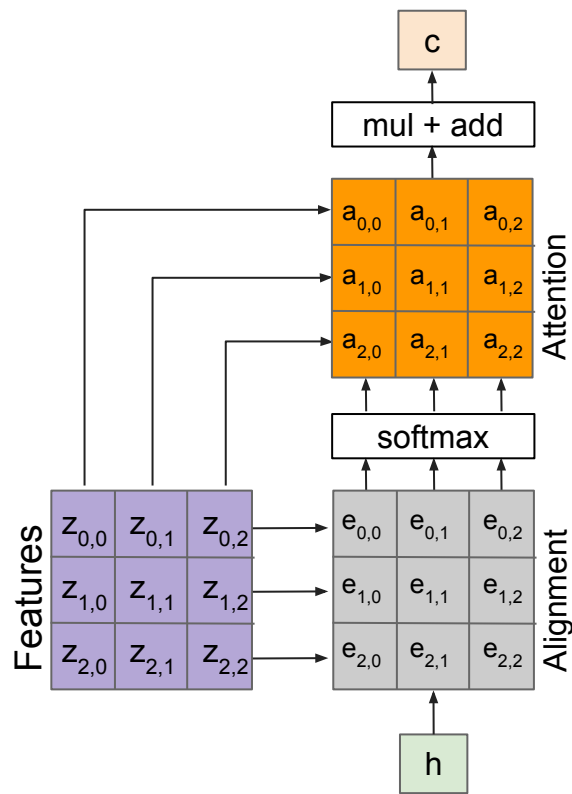 c
mul + add
a0,0 a0,1 a0,2
a1,0 a1,1 a1,2
a2,0 a2,1 a2,2
Attention
softmax
Features
z0,0 z0,1 z0,2
z1,0 z1,1 z1,2
z2,0 z2,1 z2,2
e0,0 e0,1 e0,2
e1,0 e1,1 e1,2
e2,0 e2,1 e2,2
Alignment
h